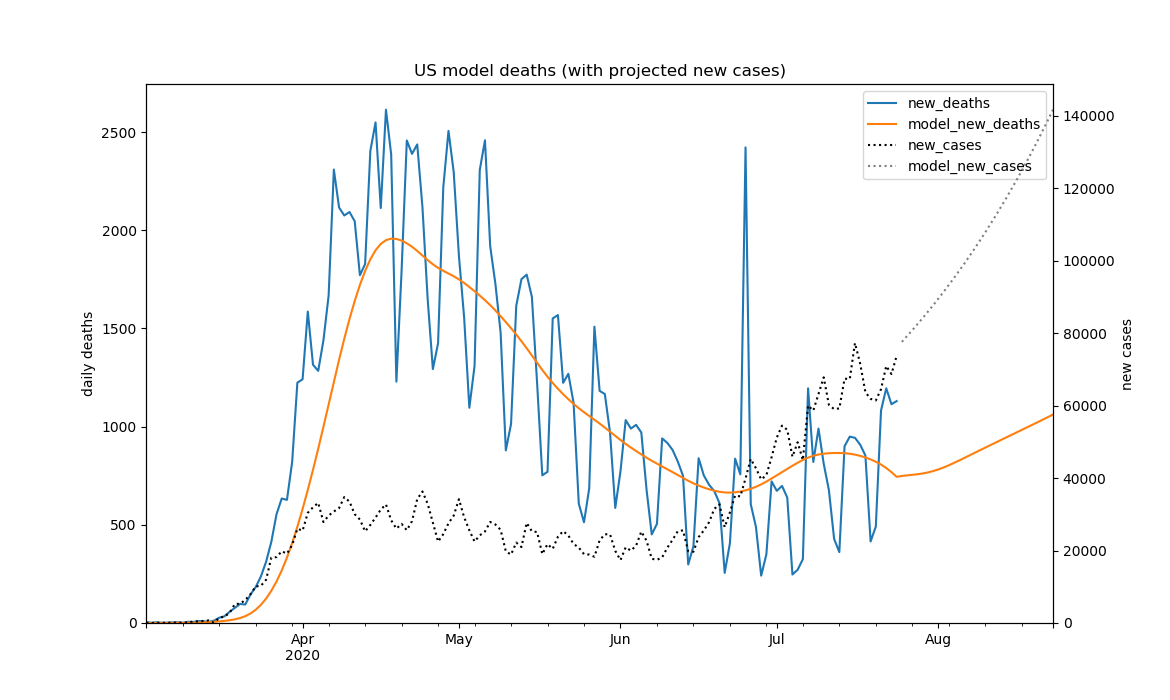 US model deaths (with projected new cases)
new_deaths
model_new_deaths
new_cases
model_new_cases
daily deaths
2500
2000
1500
1000
500
0
new cases
140000
120000
100000
80000
60000
40000
20000
0
Apr
2020
May
Jun
Jul
Aug